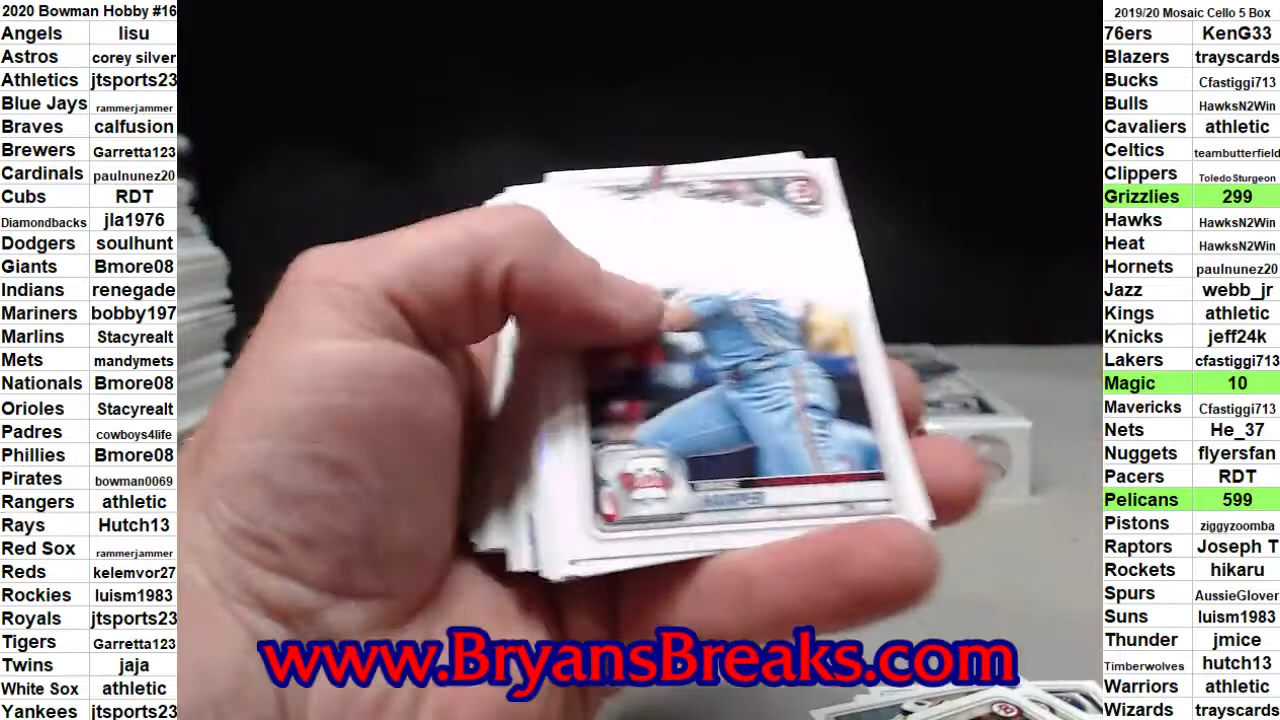 2020 Bowman Hobby #16
Angels lisu
Astros corey silver
Athletics jtsports23
Blue Jays rammerjammer
Braves calfusion
Brewers Garretta123
Cardinals paulnunez20
Cubs RDT
Diamondbacks jla1976
Dodgers soulhunt
Giants Bmore08
Indians renegade
Mariners bobby197
Marlins Stacyrealt
Mets mandymets
Nationals Bmore08
Orioles Stacyrealt
Padres cowboys4life
Phillies Bmore08
Pirates bowman0069
Rangers athletic
Rays Hutch13
Red Sox rammerjammer
Reds kelemvor27
Rockies luism1983
Royals jtsports23
Tigers Garretta123
Twins jaja
White Sox athletic
Yankees jtsports23
HARPER
www.BryansBreaks.com
2019/20 Mosaic Cello 5 Box
76ers KenG33
Blazers trayscards
Bucks Cfastiggi713
Bulls HawksN2Win
Cavaliers athletic
Celtics teambutterfield
Clippers ToledoSturgeon
Grizzlies 299
Hawks HawksN2Win
Heat HawksN2Win
Hornets paulnunez20
Jazz webb_jr
Kings athletic
Knicks jeff24k
Lakers cfastiggi713
Magic 10
Mavericks Cfastiggi713
Nets He_37
Nuggets flyersfan
Pacers RDT
Pelicans 599
Pistons ziggyzoomba
Raptors Joseph T
Rockets hikaru
Spurs AussieGlover
Suns luism1983
Thunder jmice
Timberwolves hutch13
Warriors athletic
Wizards trayscards